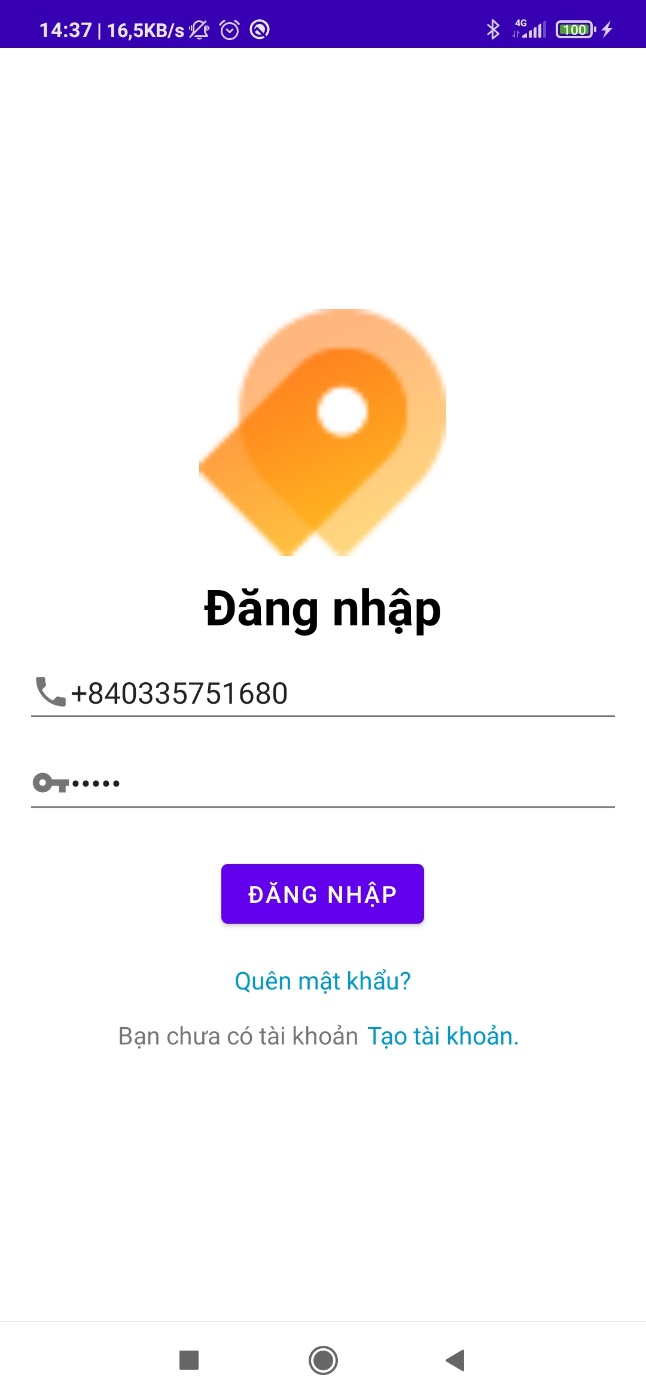 14:37 | 16,5KB/s 4G 100
Đăng nhập
+840335751680
•••••
ĐĂNG NHẬP
Quên mật khẩu?
Bạn chưa có tài khoản Tạo tài khoản.